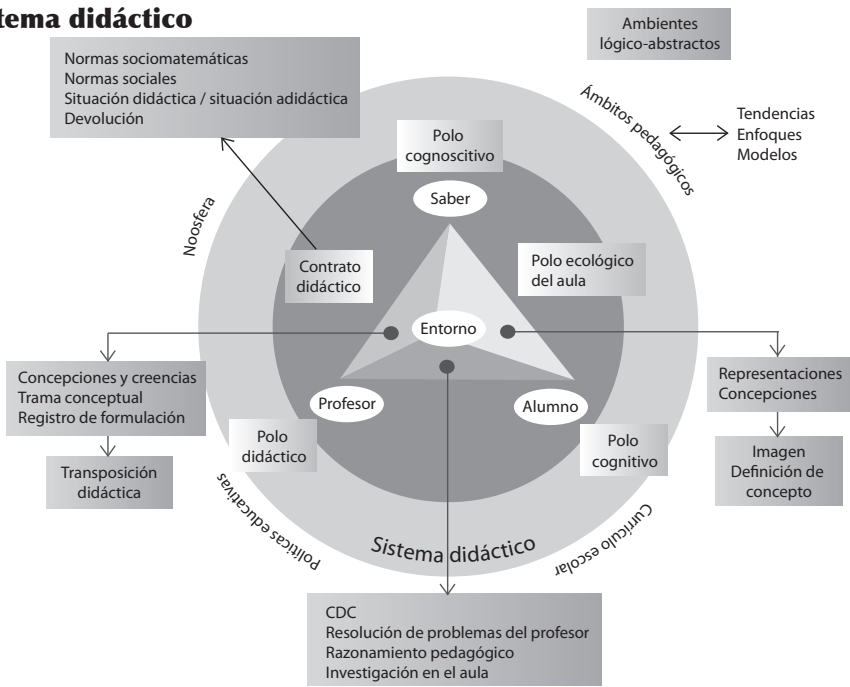 tema didáctico
Ambientes
lógico-abstractos
Normas sociomatemáticas
Normas sociales
Situación didáctica / situación adidáctica
Devolución
Ámbitos pedagógicos
Tendencias
Enfoques
Modelos
Polo
cognoscitivo
Saber
Noosfera
Contrato
didáctico
Polo ecológico
del aula
Entorno
Concepciones y creencias
Trama conceptual
Registro de formulación
Representaciones
Concepciones
Profesor
Alumno
Polo
didáctico
Polo
cognitivo
Transposición
didáctica
Imagen
Definición de
concepto
Políticas educativas
Sistema didáctico
Currículo escolar
CDC
Resolución de problemas del profesor
Razonamiento pedagógico
Investigación en el aula